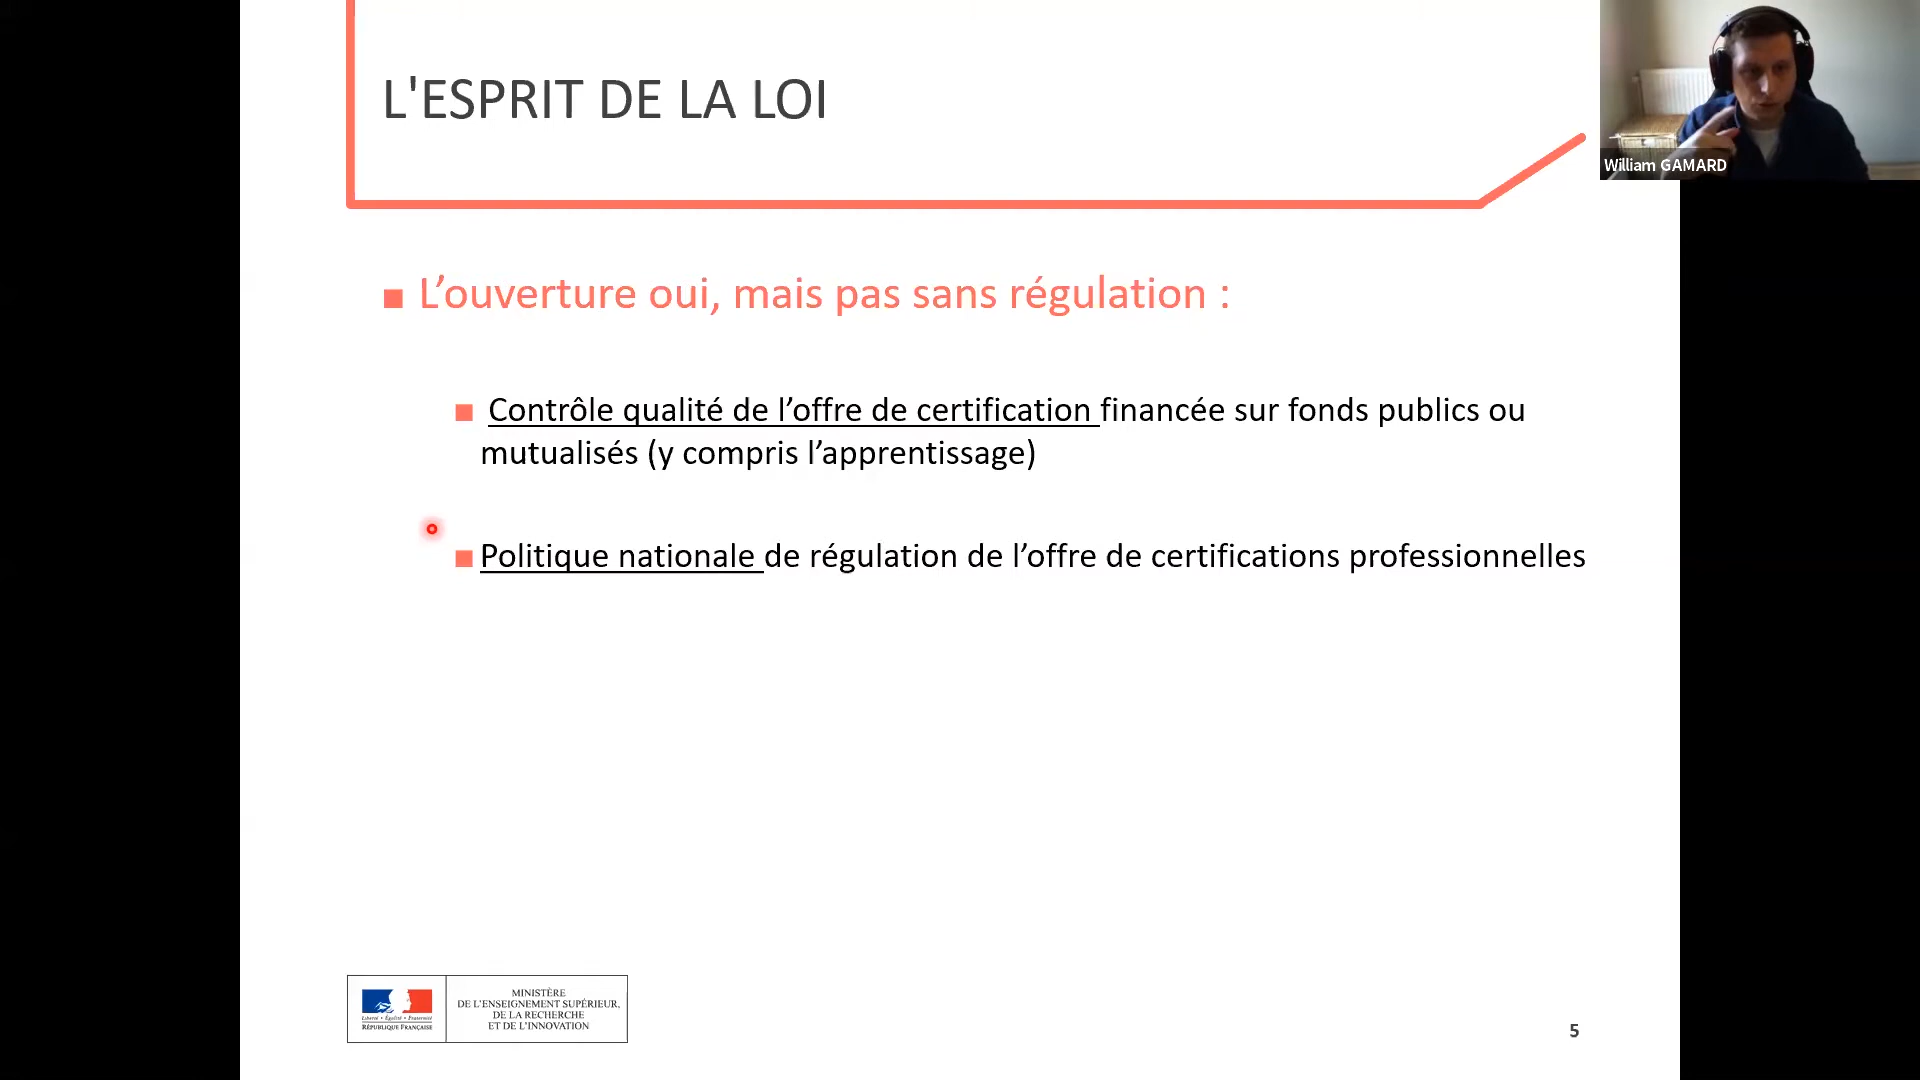 L'ESPRIT DE LA LOI
William GAMARD
L’ouverture oui, mais pas sans régulation :
Contrôle qualité de l’offre de certification financée sur fonds publics ou
mutualisés (y compris l’apprentissage)
Politique nationale de régulation de l’offre de certifications professionnelles
Liberté • Égalité • Fraternité
RÉPUBLIQUE FRANÇAISE
MINISTÈRE
DE L’ENSEIGNEMENT SUPÉRIEUR,
DE LA RECHERCHE
ET DE L’INNOVATION
5